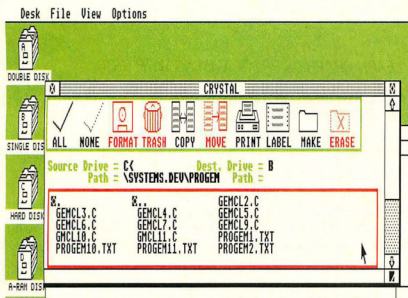 Desk File View Options
A
DOUBLE DISK
B
SINGLE DIS
C
HARD DISK
D
A-RAM DIS
CRYSTAL
ALL NONE FORMAT TRASH COPY MOVE PRINT LABEL MAKE ERASE
Source Drive = C< Dest. Drive = B
Path = \SYSTEMS.DEV\PROGEM Path =
. .. GEMCL2.C
GEMCL3.C GEMCL4.C GEMCL5.C
GEMCL6.C GEMCL7.C GEMCL9.C
GMCL10.C GMCL11.C PROGEM1.TXT
PROGEM10.TXT PROGEM11.TXT PROGEM2.TXT